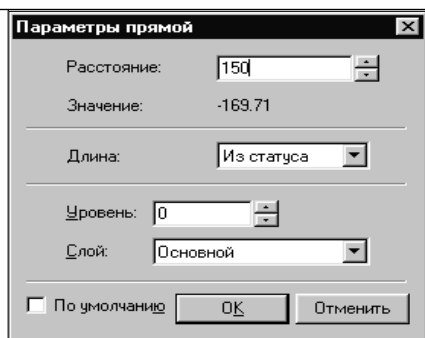 Параметры прямой
Расстояние: 150
Значение: -169.71
Длина: Из статуса
Уровень: 0
Слой: Основной
По умолчанию OK Отменить